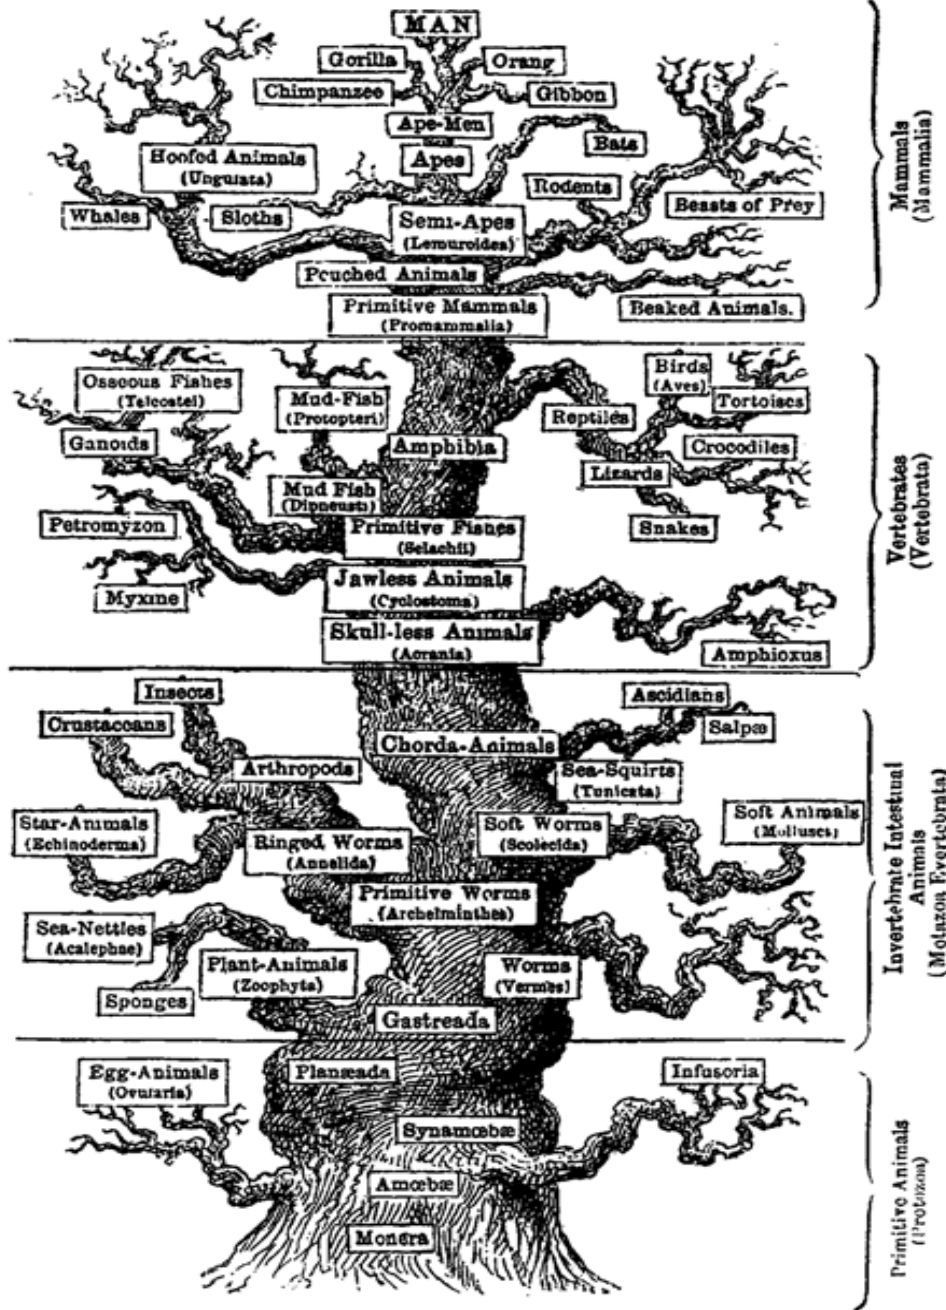 MAN
Gorilla
Orang
Chimpanzee
Gibbon
Ape-Men
Bats
Hoofed Animals
(Ungulata)
Apes
Rodents
Whales
Sloths
Semi-Apes
(Lemuroides)
Beasts of Prey
Pouched Animals
Primitive Mammals
(Promammalia)
Beaked Animals.
Mammals
(Mammalia)
Osseous Fishes
(Teleostei)
Mud-Fish
(Protopteri)
Birds
(Aves)
Tortoises
Reptiles
Ganoids
Amphibia
Crocodiles
Lizards
Mud Fish
(Dipneusti)
Petromyzon
Primitive Fishes
(Selachii)
Snakes
Jawless Animals
(Cyclostoma)
Myxine
Skull-less Animals
(Acrania)
Amphioxus
Vertebrates
(Vertebrata)
Insects
Ascidians
Crustaceans
Salpæ
Chorda-Animals
Arthropods
Sea-Squirts
(Tunicata)
Star-Animals
(Echinoderma)
Ringed Worms
(Annelida)
Soft Worms
(Scolecida)
Soft Animals
(Mollusca)
Primitive Worms
(Archelminthes)
Sea-Nettles
(Acalephae)
Plant-Animals
(Zoophyta)
Worms
(Vermes)
Sponges
Gastreada
Invertebrate Intestinal
Animals
(Metazoa Evertebrata)
Egg-Animals
(Ovularia)
Planæada
Infusoria
Synamœbæ
Amœbæ
Monera
Primitive Animals
(Protozoa)